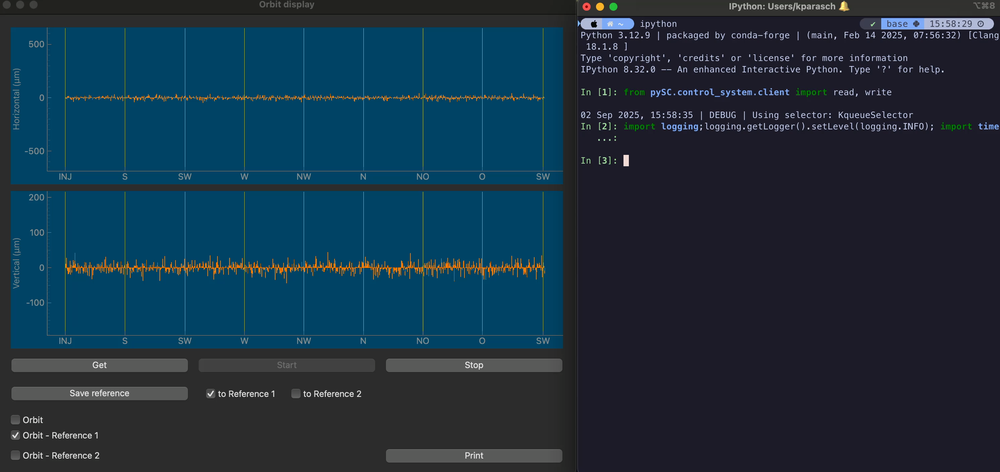 Orbit display
500
0
-500
Horizontal (μm)
INJ S SW W NW N NO O SW
200
100
0
-100
Vertical (μm)
INJ S SW W NW N NO O SW
Get Start Stop
Save reference to Reference 1 to Reference 2
Orbit
Orbit - Reference 1
Orbit - Reference 2
Print
IPython: Users/kparasch ⌥⌘8
~ ipython ✔ base 15:58:29
Python 3.12.9 | packaged by conda-forge | (main, Feb 14 2025, 07:56:32) [Clang
18.1.8 ]
Type 'copyright', 'credits' or 'license' for more information
IPython 8.32.0 -- An enhanced Interactive Python. Type '?' for help.
In [1]: from pySC.control_system.client import read, write
02 Sep 2025, 15:58:35 | DEBUG | Using selector: KqueueSelector
In [2]: import logging;logging.getLogger().setLevel(logging.INFO); import time
...:
In [3]: